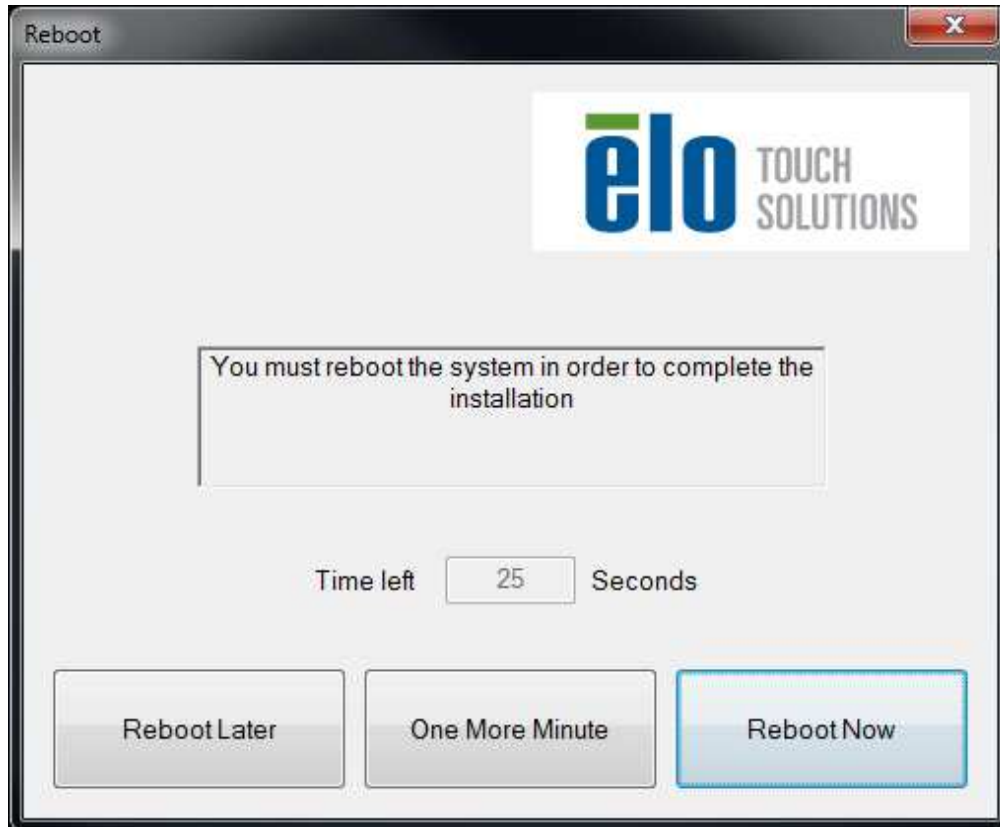 Reboot
ēlo TOUCH
SOLUTIONS
You must reboot the system in order to complete the
installation
Time left 25 Seconds
Reboot Later One More Minute Reboot Now